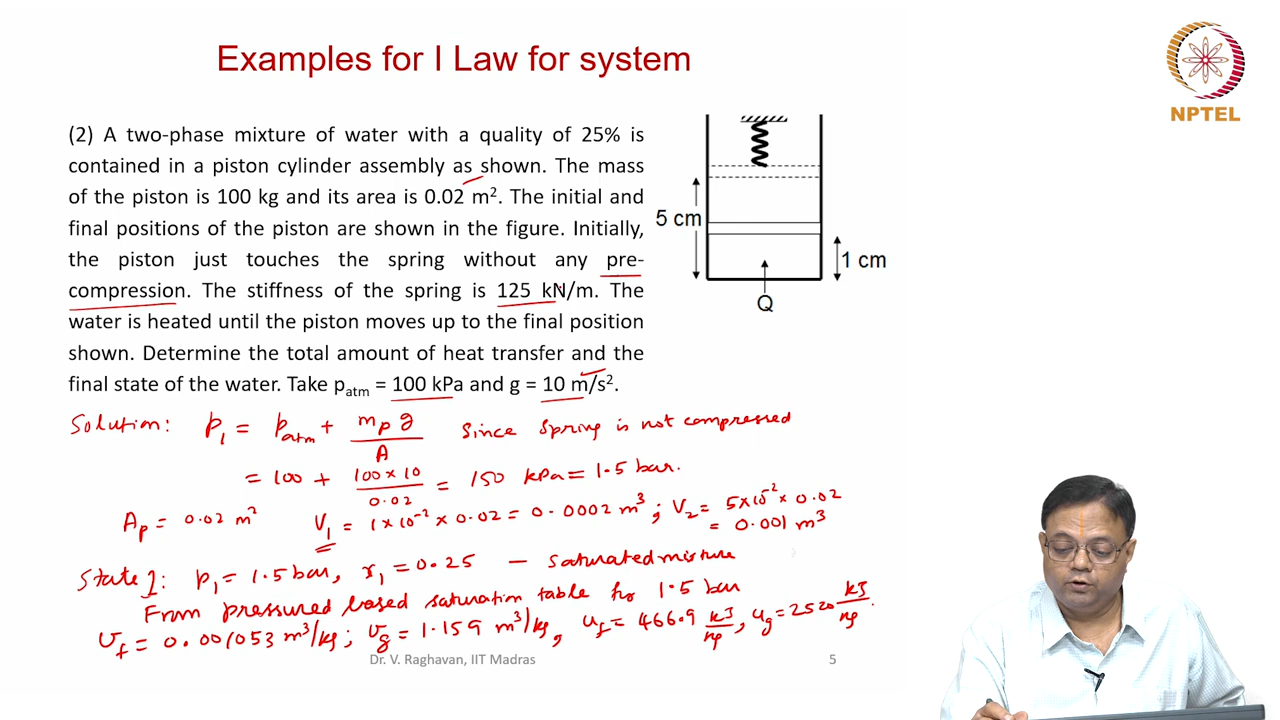 Examples for I Law for system
NPTEL
(2) A two-phase mixture of water with a quality of 25% is
contained in a piston cylinder assembly as shown. The mass
of the piston is 100 kg and its area is 0.02 m². The initial and
final positions of the piston are shown in the figure. Initially,
the piston just touches the spring without any pre-
compression. The stiffness of the spring is 125 kN/m. The
water is heated until the piston moves up to the final position
shown. Determine the total amount of heat transfer and the
final state of the water. Take patm = 100 kPa and g = 10 m/s².
5 cm
1 cm
Q
Solution: p₁ = patm + mp g / A since spring is not compressed
= 100 + 100 × 10 / 0.02 = 150 kPa = 1.5 bar.
Ap = 0.02 m² V₁ = 1×10⁻² × 0.02 = 0.0002 m³; V₂ = 5×10⁻² × 0.02
= 0.001 m³
State 1: p₁ = 1.5 bar, x₁ = 0.25 — saturated mixture
From pressured based saturation table for 1.5 bar
vf = 0.001053 m³/kg; vg = 1.159 m³/kg, uf = 466.9 kJ/kg, ug = 2520 kJ/kg.
Dr. V. Raghavan, IIT Madras
5